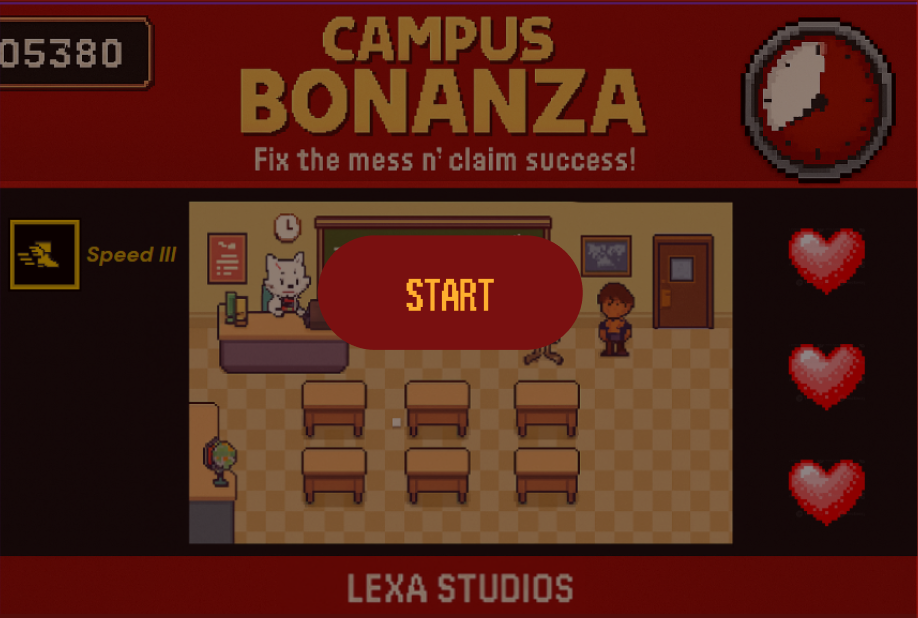 05380
CAMPUS
BONANZA
Fix the mess n' claim success!
Speed III
START
LEXA STUDIOS